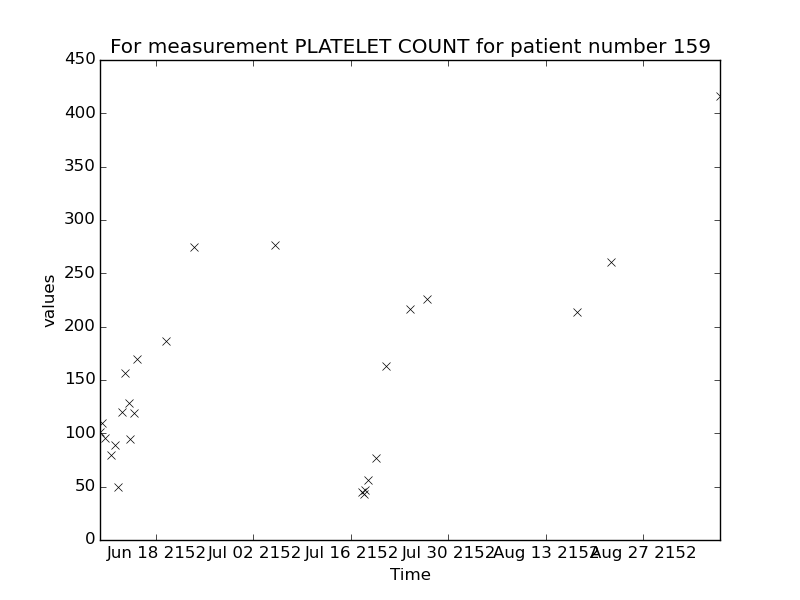 For measurement PLATELET COUNT for patient number 159
450
400
350
300
250
200
150
100
50
0
values
Jun 18 2152 Jul 02 2152 Jul 16 2152 Jul 30 2152 Aug 13 2152 Aug 27 2152
Time